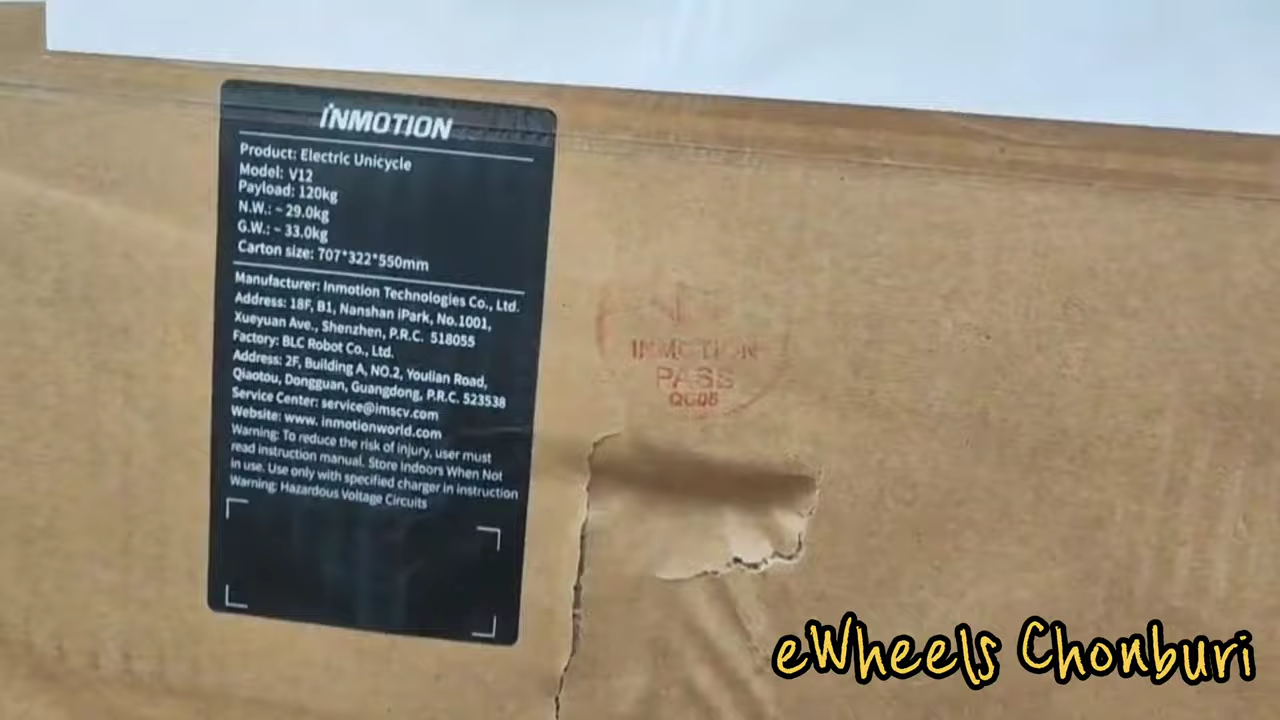 INMOTION
Product: Electric Unicycle
Model: V12
Payload: 120kg
N.W.: ~ 29.0kg
G.W.: ~ 33.0kg
Carton size: 707*322*550mm
Manufacturer: Inmotion Technologies Co., Ltd.
Address: 18F, B1, Nanshan iPark, No.1001,
Xueyuan Ave., Shenzhen, P.R.C. 518055
Factory: BLC Robot Co., Ltd.
Address: 2F, Building A, NO.2, Youlian Road,
Qiaotou, Dongguan, Guangdong, P.R.C. 523538
Service Center: service@imscv.com
Website: www. inmotionworld.com
Warning: To reduce the risk of injury, user must
read instruction manual. Store Indoors When Not
in use. Use only with specified charger in instruction
Warning: Hazardous Voltage Circuits
INMOTION
PASS
eWheels Chonburi